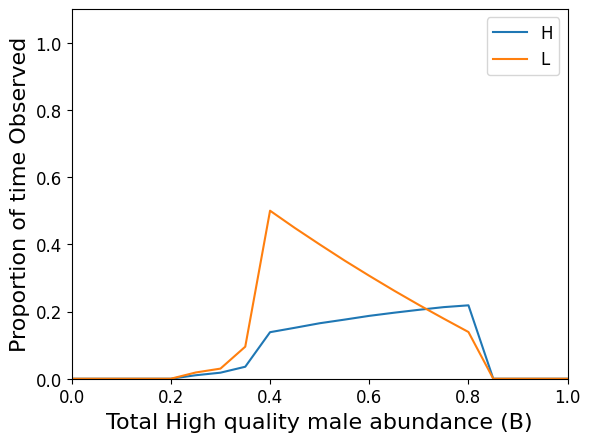 H
L
Proportion of time Observed
1.0
0.8
0.6
0.4
0.2
0.0
0.0 0.2 0.4 0.6 0.8 1.0
Total High quality male abundance (B)